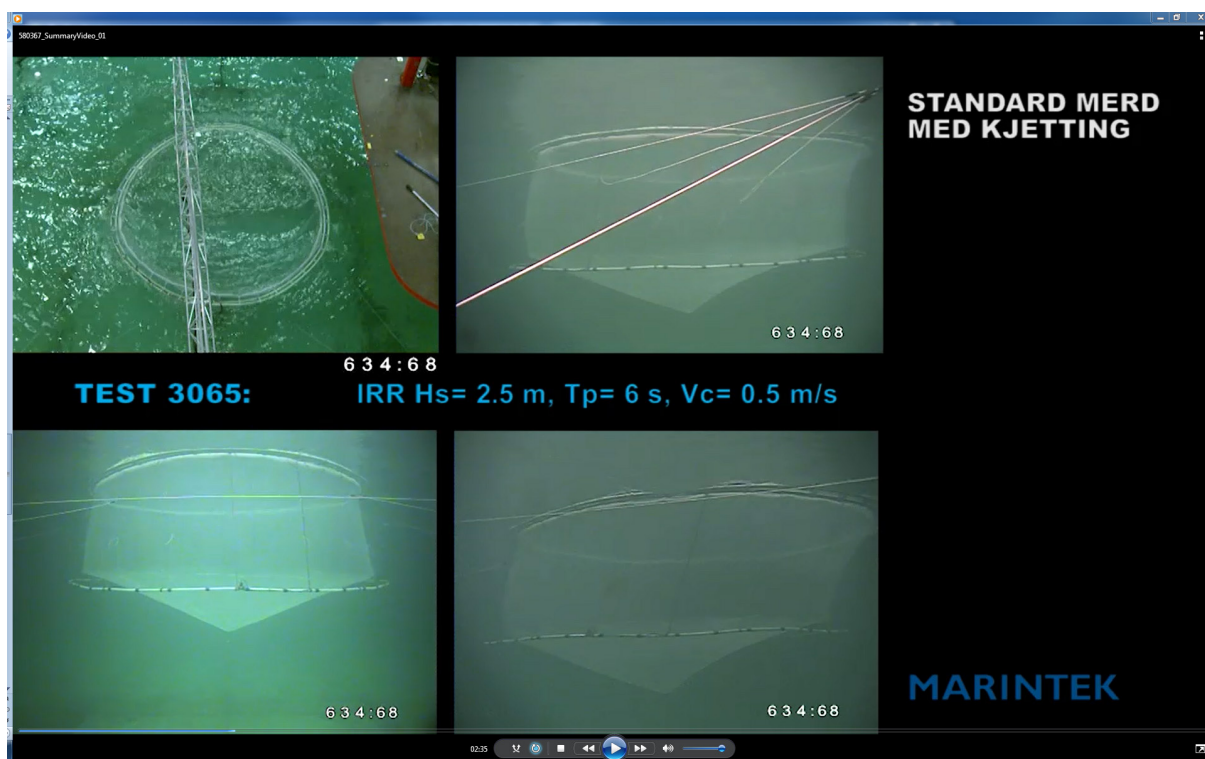 580367_SummaryVideo_01
STANDARD MERD
MED KJETTING
634:68
634:68
TEST 3065: IRR Hs= 2.5 m, Tp= 6 s, Vc= 0.5 m/s
634:68
634:68
MARINTEK
02:35